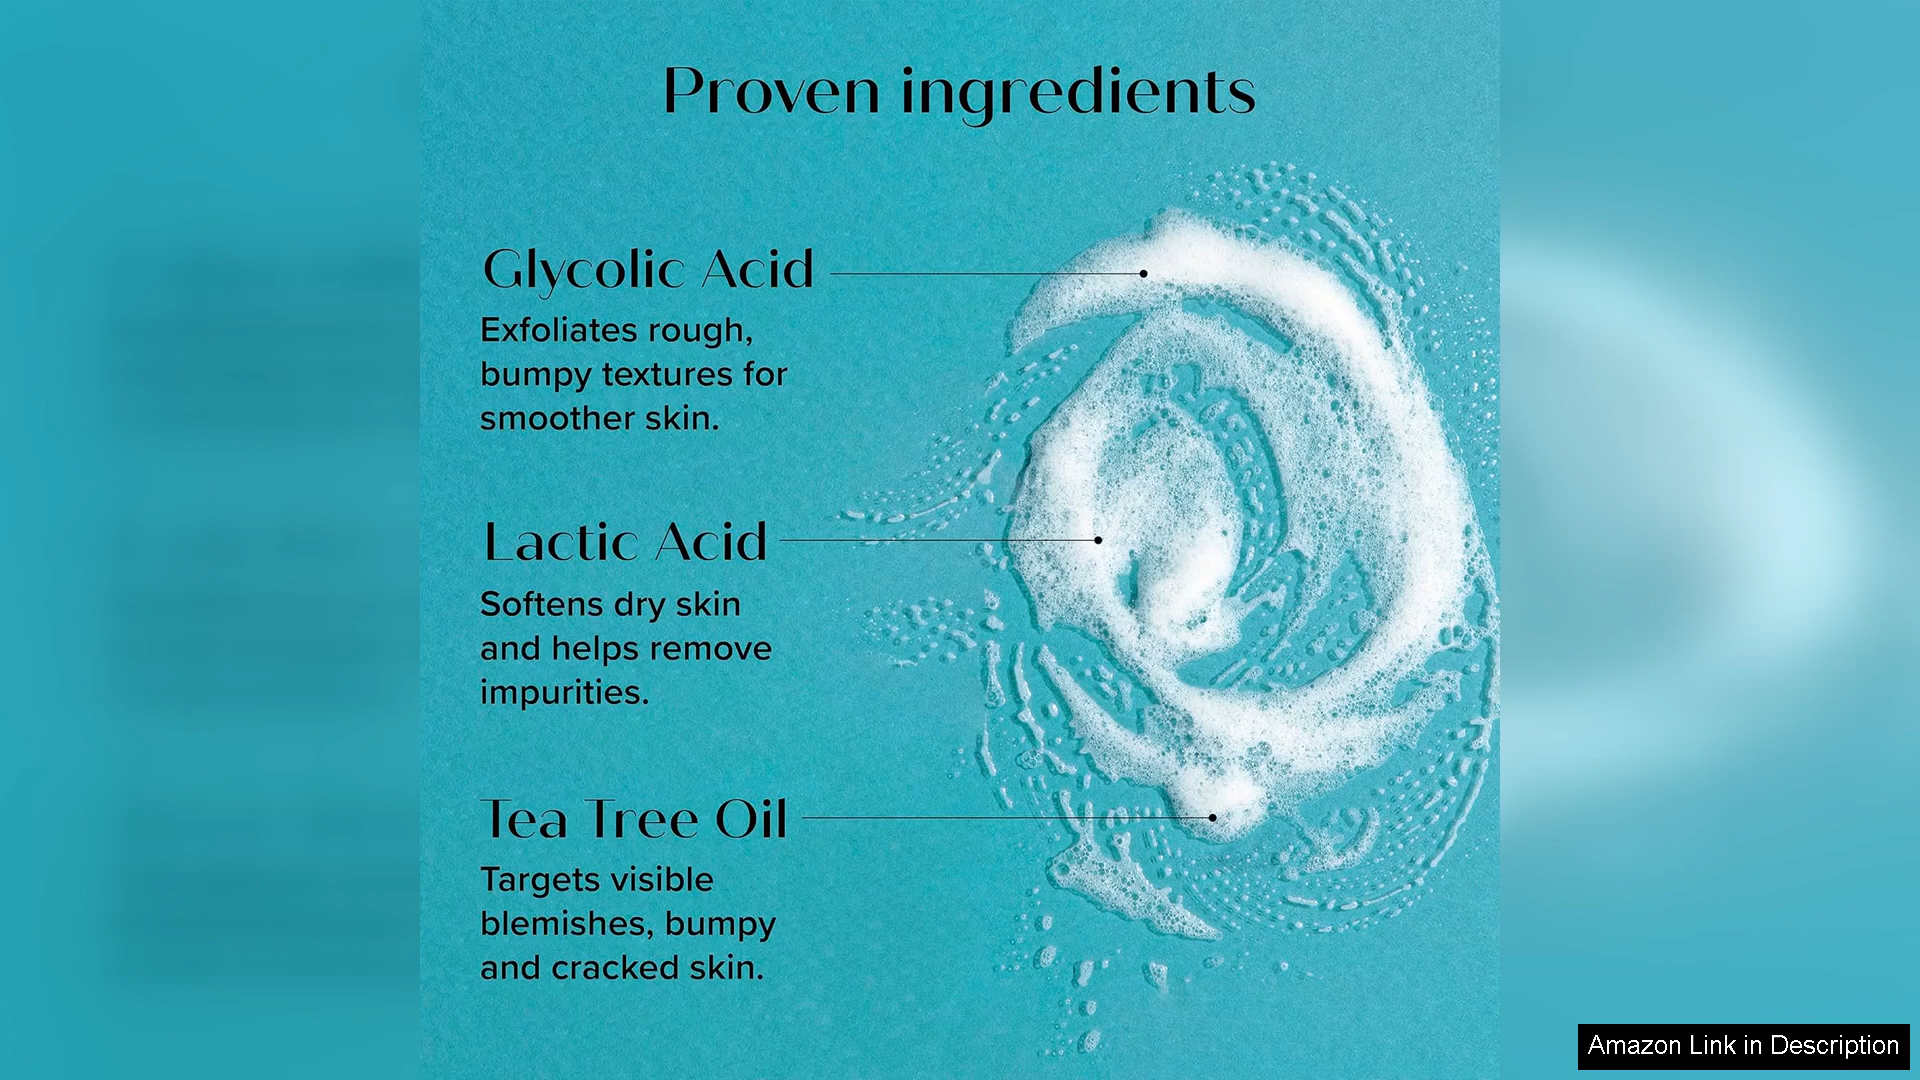 Proven ingredients
Glycolic Acid
Exfoliates rough,
bumpy textures for
smoother skin.
Lactic Acid
Softens dry skin
and helps remove
impurities.
Tea Tree Oil
Targets visible
blemishes, bumpy
and cracked skin.
Amazon Link in Description